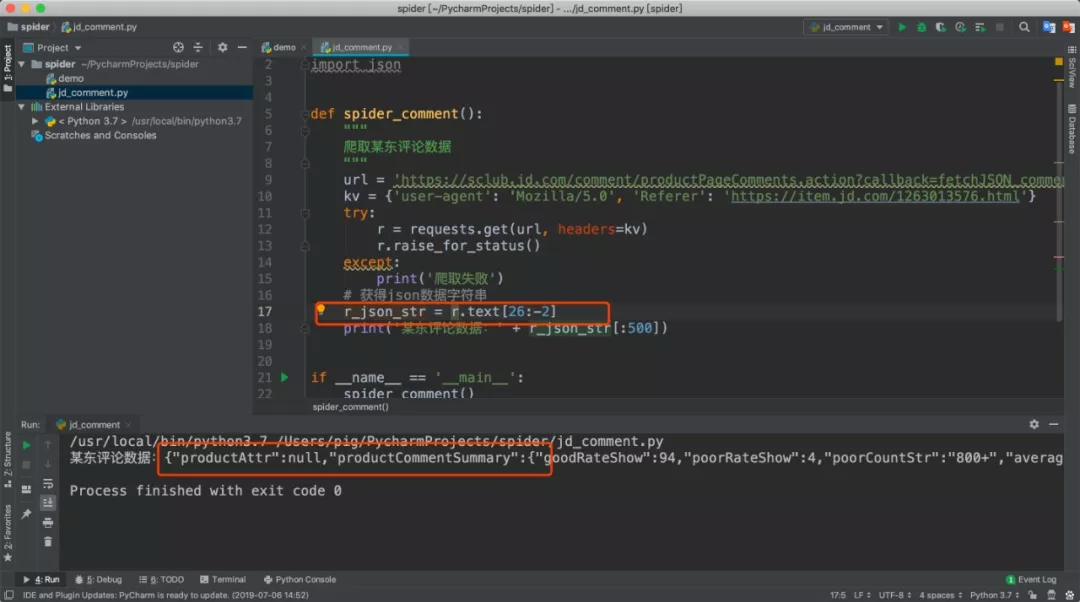 spider [~/PycharmProjects/spider] - .../jd_comment.py [spider]
spider jd_comment.py
jd_comment
Project
demo
jd_comment.py
1: Project
spider ~/PycharmProjects/spider
demo
jd_comment.py
External Libraries
< Python 3.7 > /usr/local/bin/python3.7
Scratches and Consoles
SciView
Database
2 import json
3
4
5 def spider_comment():
6 """
7 爬取某东评论数据
8 """
9 url = 'https://sclub.jd.com/comment/productPageComments.action?callback=fetchJSON_comme
10 kv = {'user-agent': 'Mozilla/5.0', 'Referer': 'https://item.jd.com/1263013576.html'}
11 try:
12 r = requests.get(url, headers=kv)
13 r.raise_for_status()
14 except:
15 print('爬取失败')
16 # 获得json数据字符串
17 r_json_str = r.text[26:-2]
18 print('某东评论数据：' + r_json_str[:500])
19
20
21 if __name__ == '__main__':
22 spider_comment()
spider_comment()
Run: jd_comment
/usr/local/bin/python3.7 /Users/pig/PycharmProjects/spider/jd_comment.py
某东评论数据：{"productAttr":null,"productCommentSummary":{"goodRateShow":94,"poorRateShow":4,"poorCountStr":"800+","averag
Process finished with exit code 0
2: Structure
2: Favorites
4: Run 5: Debug 6: TODO Terminal Python Console
1 Event Log
IDE and Plugin Updates: PyCharm is ready to update. (2019-07-06 14:52)
17:5 LF UTF-8 4 spaces Python 3.7